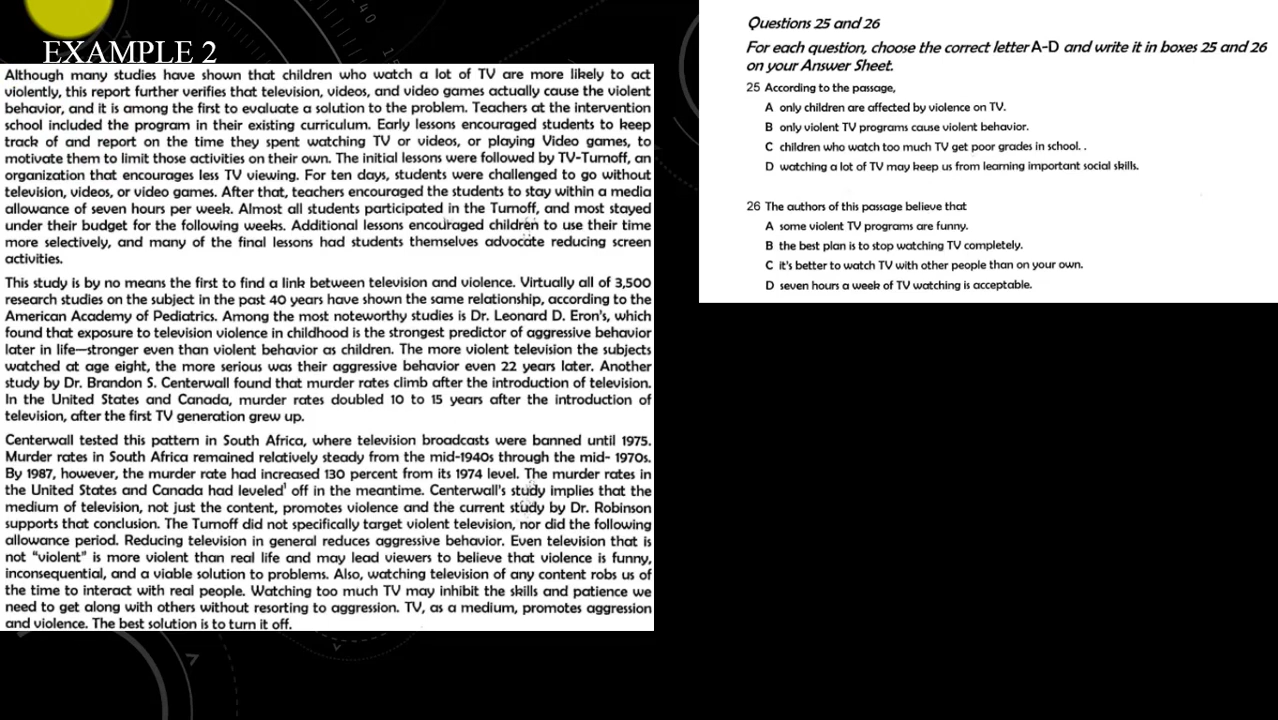 EXAMPLE 2
Although many studies have shown that children who watch a lot of TV are more likely to act
violently, this report further verifies that television, videos, and video games actually cause the violent
behavior, and it is among the first to evaluate a solution to the problem. Teachers at the intervention
school included the program in their existing curriculum. Early lessons encouraged students to keep
track of and report on the time they spent watching TV or videos, or playing Video games, to
motivate them to limit those activities on their own. The initial lessons were followed by TV-Turnoff, an
organization that encourages less TV viewing. For ten days, students were challenged to go without
television, videos, or video games. After that, teachers encouraged the students to stay within a media
allowance of seven hours per week. Almost all students participated in the Turnoff, and most stayed
under their budget for the following weeks. Additional lessons encouraged children to use their time
more selectively, and many of the final lessons had students themselves advocate reducing screen
activities.
This study is by no means the first to find a link between television and violence. Virtually all of 3,500
research studies on the subject in the past 40 years have shown the same relationship, according to the
American Academy of Pediatrics. Among the most noteworthy studies is Dr. Leonard D. Eron's, which
found that exposure to television violence in childhood is the strongest predictor of aggressive behavior
later in life—stronger even than violent behavior as children. The more violent television the subjects
watched at age eight, the more serious was their aggressive behavior even 22 years later. Another
study by Dr. Brandon S. Centerwall found that murder rates climb after the introduction of television.
In the United States and Canada, murder rates doubled 10 to 15 years after the introduction of
television, after the first TV generation grew up.
Centerwall tested this pattern in South Africa, where television broadcasts were banned until 1975.
Murder rates in South Africa remained relatively steady from the mid-1940s through the mid- 1970s.
By 1987, however, the murder rate had increased 130 percent from its 1974 level. The murder rates in
the United States and Canada had leveled' off in the meantime. Centerwall's study implies that the
medium of television, not just the content, promotes violence and the current study by Dr. Robinson
supports that conclusion. The Turnoff did not specifically target violent television, nor did the following
allowance period. Reducing television in general reduces aggressive behavior. Even television that is
not "violent" is more violent than real life and may lead viewers to believe that violence is funny,
inconsequential, and a viable solution to problems. Also, watching television of any content robs us of
the time to interact with real people. Watching too much TV may inhibit the skills and patience we
need to get along with others without resorting to aggression. TV, as a medium, promotes aggression
and violence. The best solution is to turn it off.
Questions 25 and 26
For each question, choose the correct letter A-D and write it in boxes 25 and 26
on your Answer Sheet.
25 According to the passage,
A only children are affected by violence on TV.
B only violent TV programs cause violent behavior.
C children who watch too much TV get poor grades in school. .
D watching a lot of TV may keep us from learning important social skills.
26 The authors of this passage believe that
A some violent TV programs are funny.
B the best plan is to stop watching TV completely.
C it's better to watch TV with other people than on your own.
D seven hours a week of TV watching is acceptable.